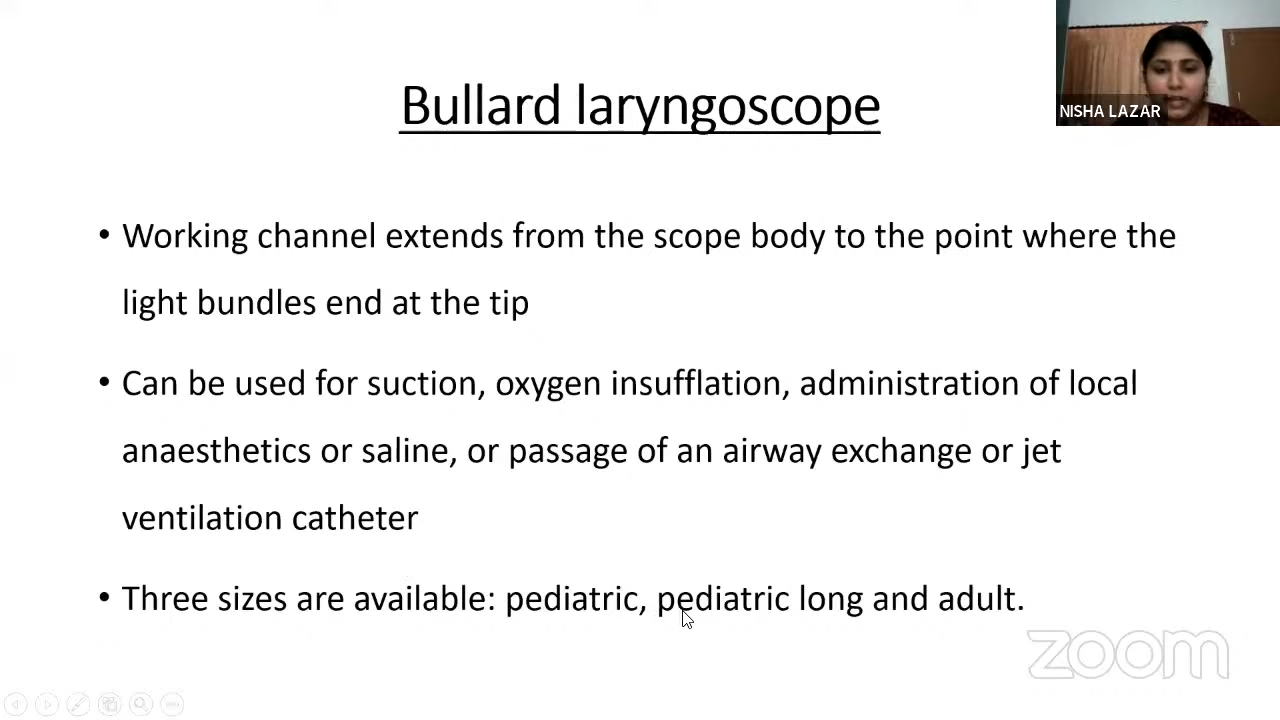 NISHA LAZAR
Bullard laryngoscope
• Working channel extends from the scope body to the point where the
light bundles end at the tip
• Can be used for suction, oxygen insufflation, administration of local
anaesthetics or saline, or passage of an airway exchange or jet
ventilation catheter
• Three sizes are available: pediatric, pediatric long and adult.
zoom